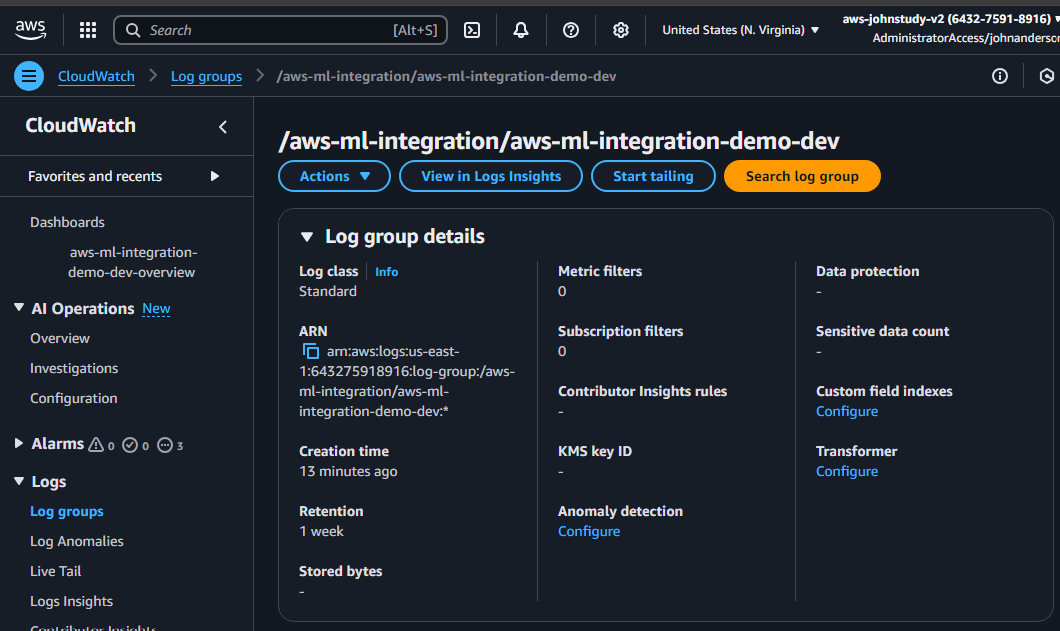 aws
Search [Alt+S]
United States (N. Virginia)
aws-johnstudy-v2 (6432-7591-8916)
AdministratorAccess/johnanderson
CloudWatch
Log groups
/aws-ml-integration/aws-ml-integration-demo-dev
CloudWatch
Favorites and recents
Dashboards
aws-ml-integration-
demo-dev-overview
AI Operations New
Overview
Investigations
Configuration
Alarms 0 0 3
Logs
Log groups
Log Anomalies
Live Tail
Logs Insights
Contributor Insights
/aws-ml-integration/aws-ml-integration-demo-dev
Actions
View in Logs Insights
Start tailing
Search log group
Log group details
Log class Info
Standard
ARN
arn:aws:logs:us-east-
1:643275918916:log-group:/aws-
ml-integration/aws-ml-
integration-demo-dev:*
Creation time
13 minutes ago
Retention
1 week
Stored bytes
-
Metric filters
0
Subscription filters
0
Contributor Insights rules
-
KMS key ID
-
Anomaly detection
Configure
Data protection
-
Sensitive data count
-
Custom field indexes
Configure
Transformer
Configure